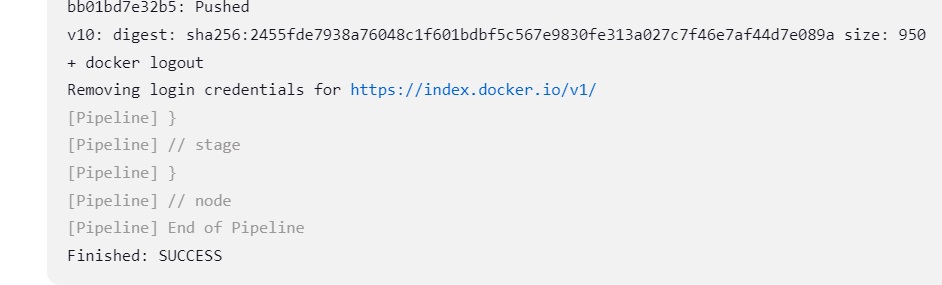 bb01bd7e32b5: Pushed
v10: digest: sha256:2455fde7938a76048c1f601bdbf5c567e9830fe313a027c7f46e7af44d7e089a size: 950
+ docker logout
Removing login credentials for https://index.docker.io/v1/
[Pipeline] }
[Pipeline] // stage
[Pipeline] }
[Pipeline] // node
[Pipeline] End of Pipeline
Finished: SUCCESS